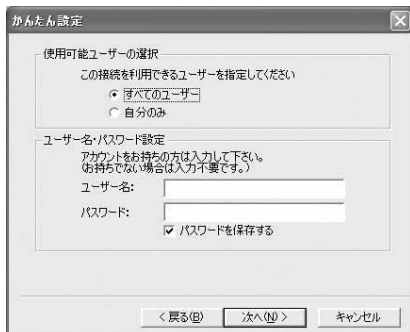 かんたん設定
使用可能ユーザーの選択
この接続を利用できるユーザーを指定してください
すべてのユーザー
自分のみ
ユーザー名・パスワード設定
アカウントをお持ちの方は入力して下さい。
(お持ちでない場合は入力不要です。)
ユーザー名:
パスワード:
パスワードを保存する
< 戻る(B)
次へ(N) >
キャンセル